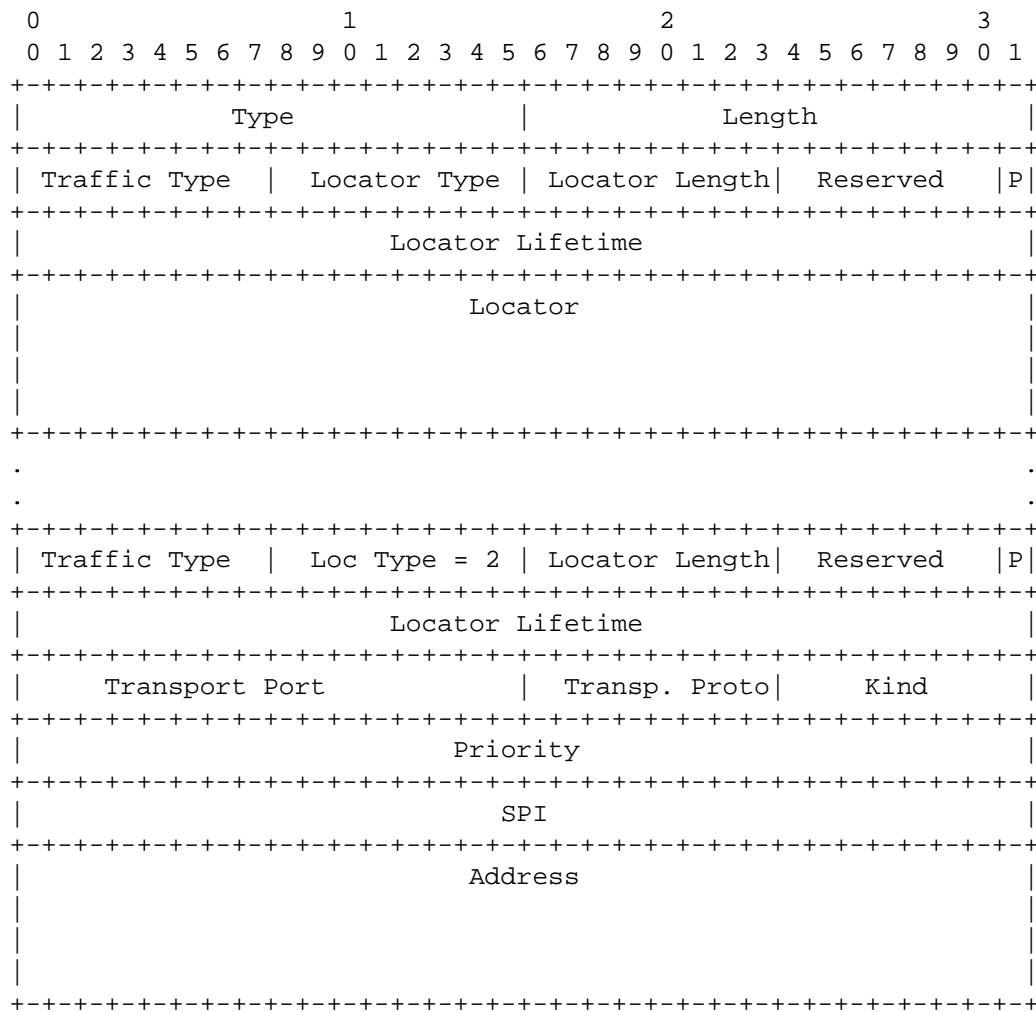 0                   1                   2                   3
 0 1 2 3 4 5 6 7 8 9 0 1 2 3 4 5 6 7 8 9 0 1 2 3 4 5 6 7 8 9 0 1
+-+-+-+-+-+-+-+-+-+-+-+-+-+-+-+-+-+-+-+-+-+-+-+-+-+-+-+-+-+-+-+-+
|             Type              |            Length             |
+-+-+-+-+-+-+-+-+-+-+-+-+-+-+-+-+-+-+-+-+-+-+-+-+-+-+-+-+-+-+-+-+
| Traffic Type  |  Locator Type | Locator Length|  Reserved   |P|
+-+-+-+-+-+-+-+-+-+-+-+-+-+-+-+-+-+-+-+-+-+-+-+-+-+-+-+-+-+-+-+-+
|                       Locator Lifetime                        |
+-+-+-+-+-+-+-+-+-+-+-+-+-+-+-+-+-+-+-+-+-+-+-+-+-+-+-+-+-+-+-+-+
|                            Locator                            |
|                                                               |
|                                                               |
|                                                               |
+-+-+-+-+-+-+-+-+-+-+-+-+-+-+-+-+-+-+-+-+-+-+-+-+-+-+-+-+-+-+-+-+
.                                                               .
.                                                               .
+-+-+-+-+-+-+-+-+-+-+-+-+-+-+-+-+-+-+-+-+-+-+-+-+-+-+-+-+-+-+-+-+
| Traffic Type  |  Loc Type = 2 | Locator Length|  Reserved   |P|
+-+-+-+-+-+-+-+-+-+-+-+-+-+-+-+-+-+-+-+-+-+-+-+-+-+-+-+-+-+-+-+-+
|                       Locator Lifetime                        |
+-+-+-+-+-+-+-+-+-+-+-+-+-+-+-+-+-+-+-+-+-+-+-+-+-+-+-+-+-+-+-+-+
|     Transport Port            |  Transp. Proto|     Kind      |
+-+-+-+-+-+-+-+-+-+-+-+-+-+-+-+-+-+-+-+-+-+-+-+-+-+-+-+-+-+-+-+-+
|                           Priority                            |
+-+-+-+-+-+-+-+-+-+-+-+-+-+-+-+-+-+-+-+-+-+-+-+-+-+-+-+-+-+-+-+-+
|                              SPI                              |
+-+-+-+-+-+-+-+-+-+-+-+-+-+-+-+-+-+-+-+-+-+-+-+-+-+-+-+-+-+-+-+-+
|                            Address                            |
|                                                               |
|                                                               |
|                                                               |
+-+-+-+-+-+-+-+-+-+-+-+-+-+-+-+-+-+-+-+-+-+-+-+-+-+-+-+-+-+-+-+-+